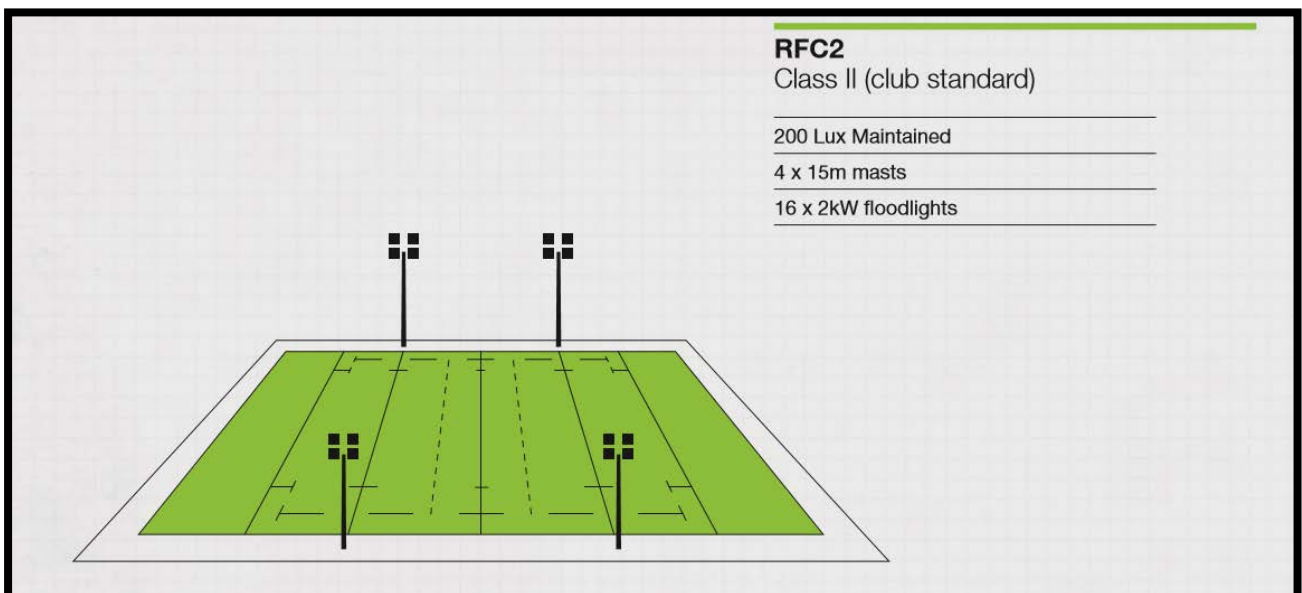 RFC2
Class II (club standard)
200 Lux Maintained
4 x 15m masts
16 x 2kW floodlights